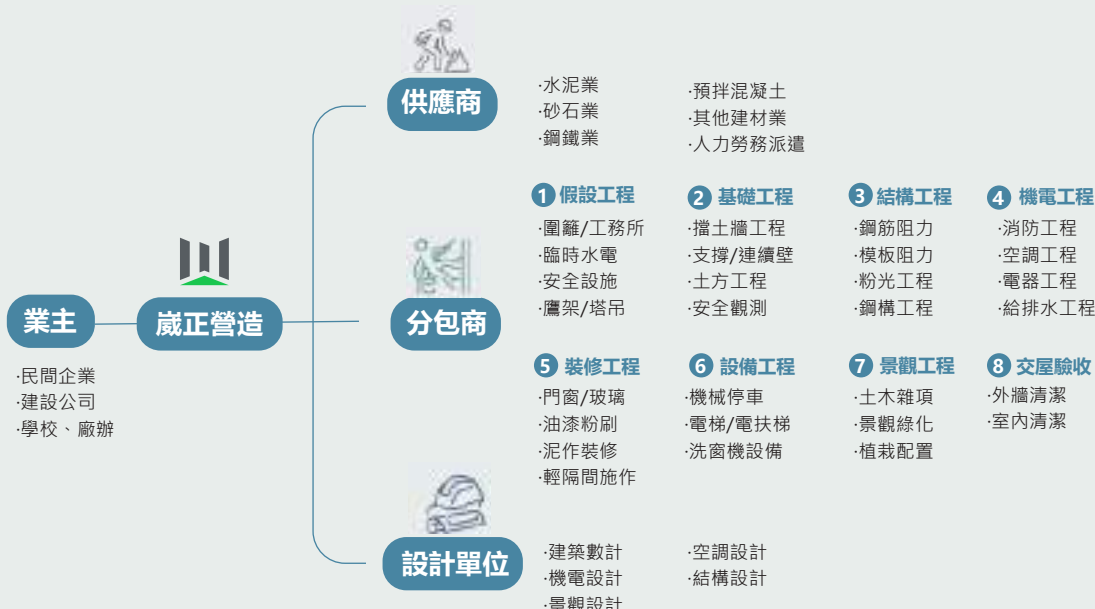 供應商
·水泥業
·砂石業
·鋼鐵業
·預拌混凝土
·其他建材業
·人力勞務派遣
業主
·民間企業
·建設公司
·學校、廠辦
崴正營造
分包商
1 假設工程
·圍籬/工務所
·臨時水電
·安全設施
·鷹架/塔吊
2 基礎工程
·擋土牆工程
·支撐/連續壁
·土方工程
·安全觀測
3 結構工程
·鋼筋阻力
·模板阻力
·粉光工程
·鋼構工程
4 機電工程
·消防工程
·空調工程
·電器工程
·給排水工程
5 裝修工程
·門窗/玻璃
·油漆粉刷
·泥作裝修
·輕隔間施作
6 設備工程
·機械停車
·電梯/電扶梯
·洗窗機設備
7 景觀工程
·土木雜項
·景觀綠化
·植栽配置
8 交屋驗收
·外牆清潔
·室內清潔
設計單位
·建築數計
·機電設計
·景觀設計
·空調設計
·結構設計